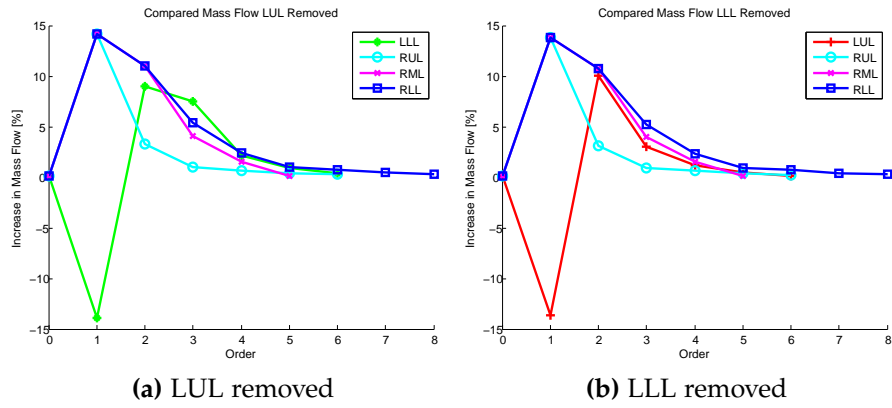 Compared Mass Flow LUL Removed
Increase in Mass Flow [%]
15
10
5
0
−5
−10
−15
0 1 2 3 4 5 6 7 8
Order
LLL
RUL
RML
RLL
(a) LUL removed
Compared Mass Flow LLL Removed
Increase in Mass Flow [%]
15
10
5
0
−5
−10
−15
0 1 2 3 4 5 6 7 8
Order
LUL
RUL
RML
RLL
(b) LLL removed